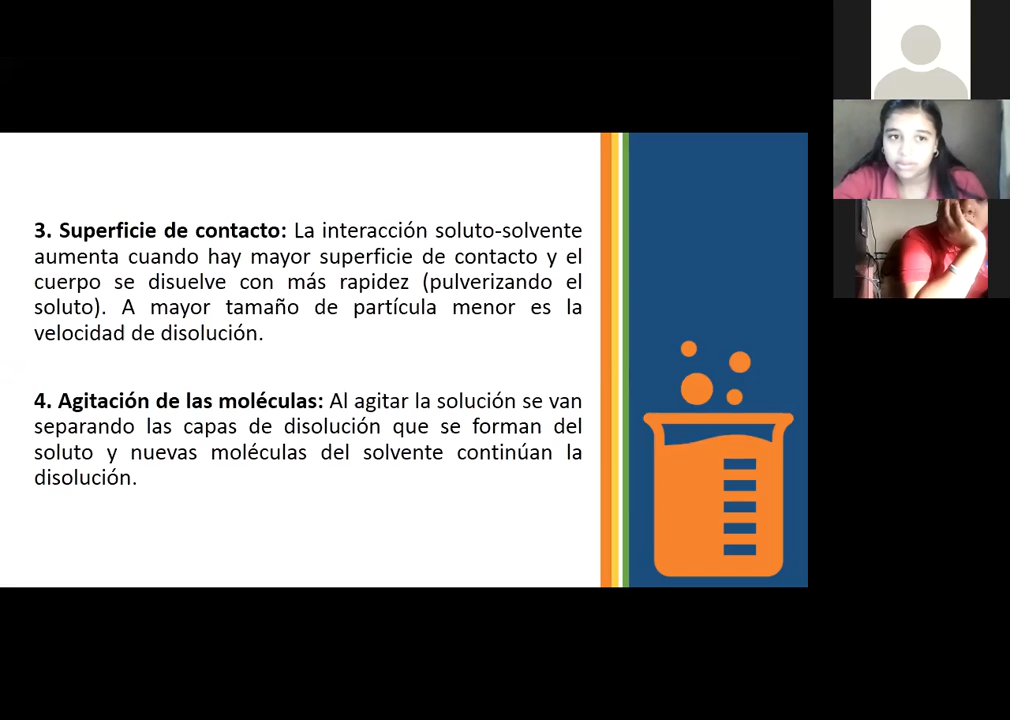 3. Superficie de contacto: La interacción soluto-solvente
aumenta cuando hay mayor superficie de contacto y el
cuerpo se disuelve con más rapidez (pulverizando el
soluto). A mayor tamaño de partícula menor es la
velocidad de disolución.
4. Agitación de las moléculas: Al agitar la solución se van
separando las capas de disolución que se forman del
soluto y nuevas moléculas del solvente continúan la
disolución.